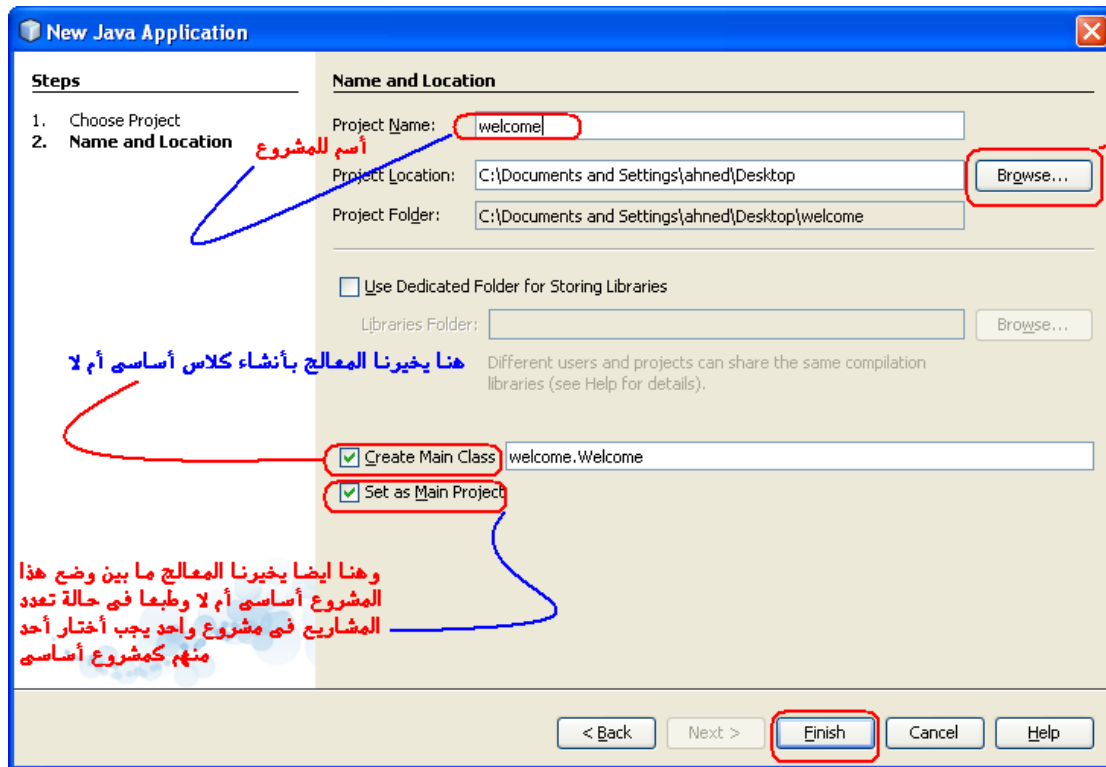 New Java Application
Steps
1. Choose Project
2. Name and Location
Name and Location
Project Name: welcome
أسم للمشروع
Project Location: C:\Documents and Settings\ahned\Desktop Browse...
Project Folder: C:\Documents and Settings\ahned\Desktop\welcome
Use Dedicated Folder for Storing Libraries
Libraries Folder: Browse...
هنا يخيرنا المعالج بأنشاء كلاس أساسى أم لا
Different users and projects can share the same compilation
libraries (see Help for details).
Create Main Class welcome.Welcome
Set as Main Project
وهنا ايضا يخيرنا المعالج ما بين وضع هذا
المشروع أساسى أم لا وطبعا فى حالة تعدد
المشاريع فى مشروع واحد يجب أختار أحد
منهم كمشروع أساسى
< Back Next > Finish Cancel Help